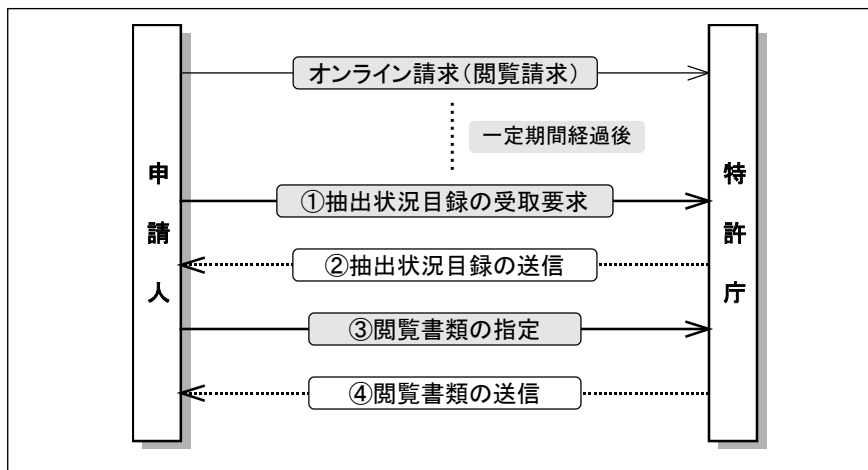 オンライン請求(閲覧請求)
一定期間経過後
申請人
特許庁
①抽出状況目録の受取要求
②抽出状況目録の送信
③閲覧書類の指定
④閲覧書類の送信